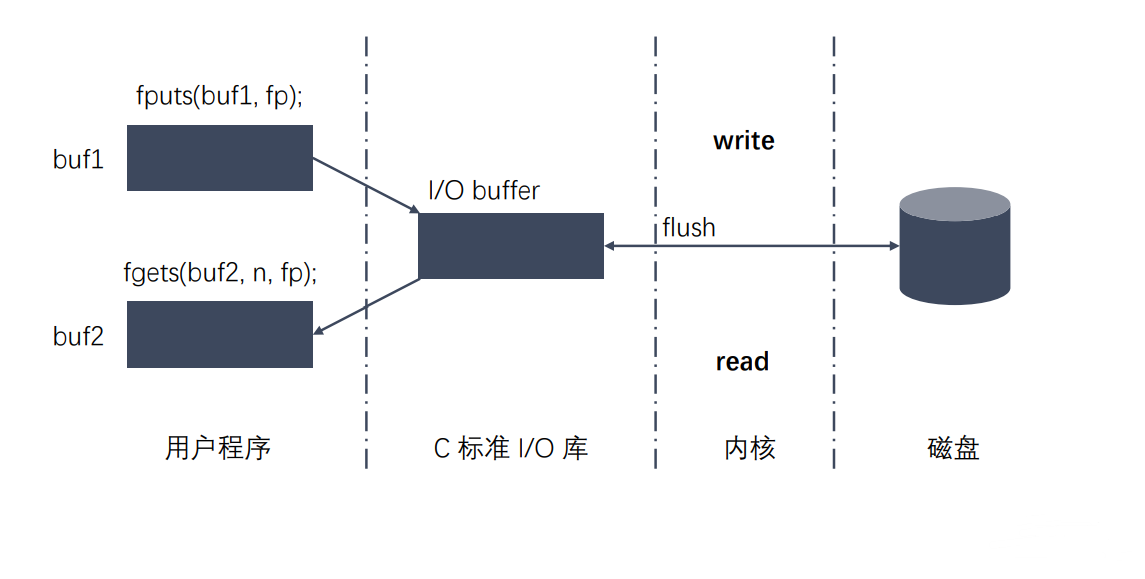 fputs(buf1, fp);
buf1
I/O buffer
write
flush
fgets(buf2, n, fp);
buf2
read
用户程序
C 标准 I/O 库
内核
磁盘